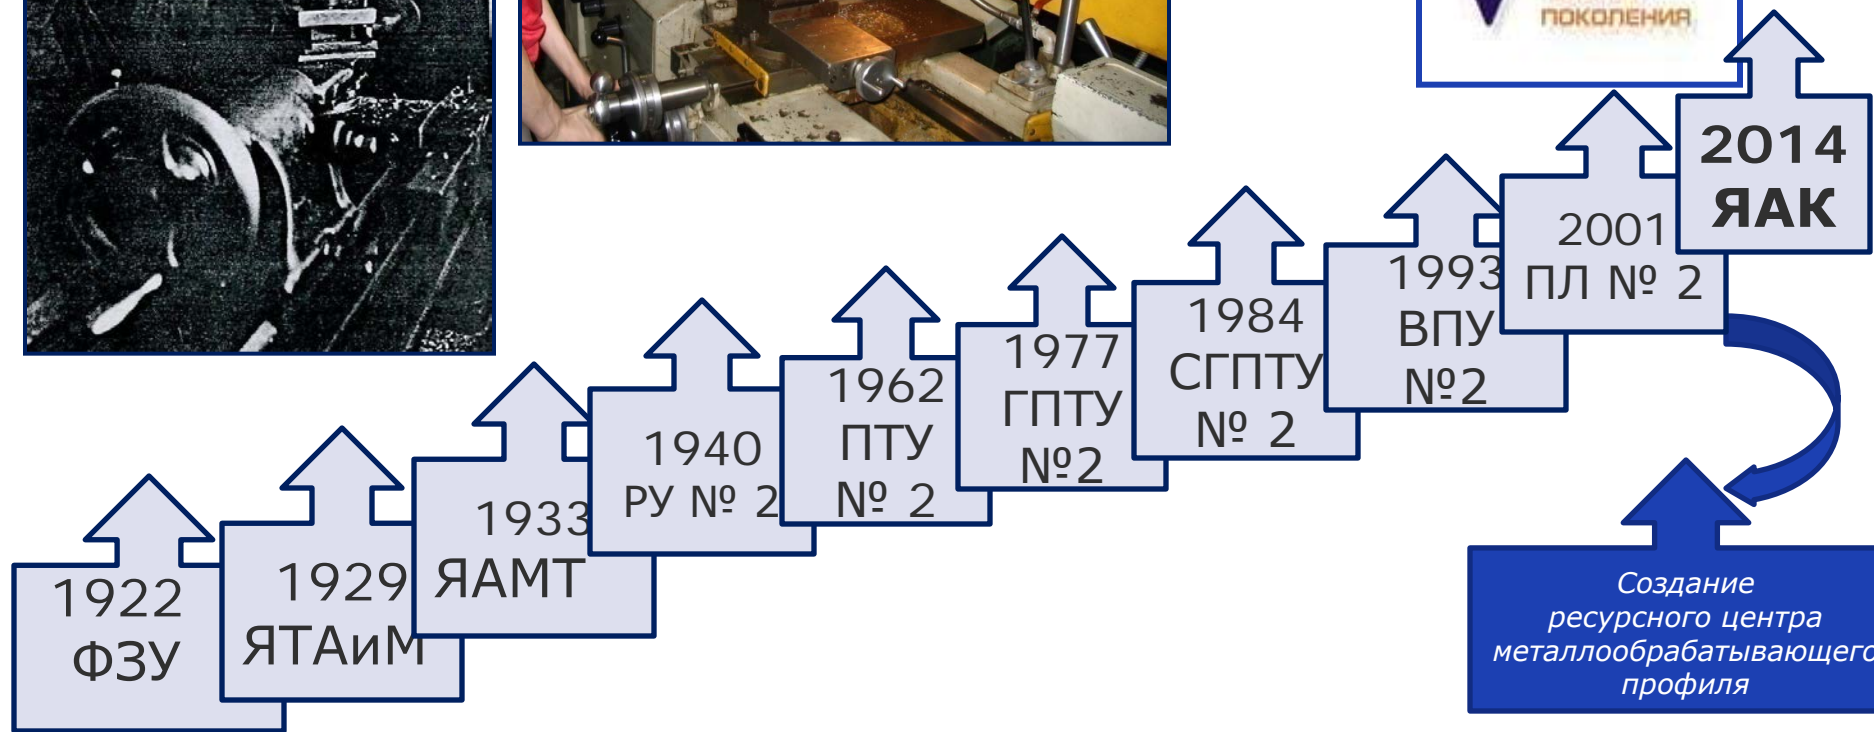 ПОКОЛЕНИЯ
2014
ЯАК
2001
ПЛ № 2
1993
ВПУ
№2
1984
СГПТУ
№ 2
1977
ГПТУ
№2
1962
ПТУ
№ 2
1940
РУ № 2
1933
ЯАМТ
1929
ЯТАиМ
1922
ФЗУ
Создание
ресурсного центра
металлообрабатывающего
профиля